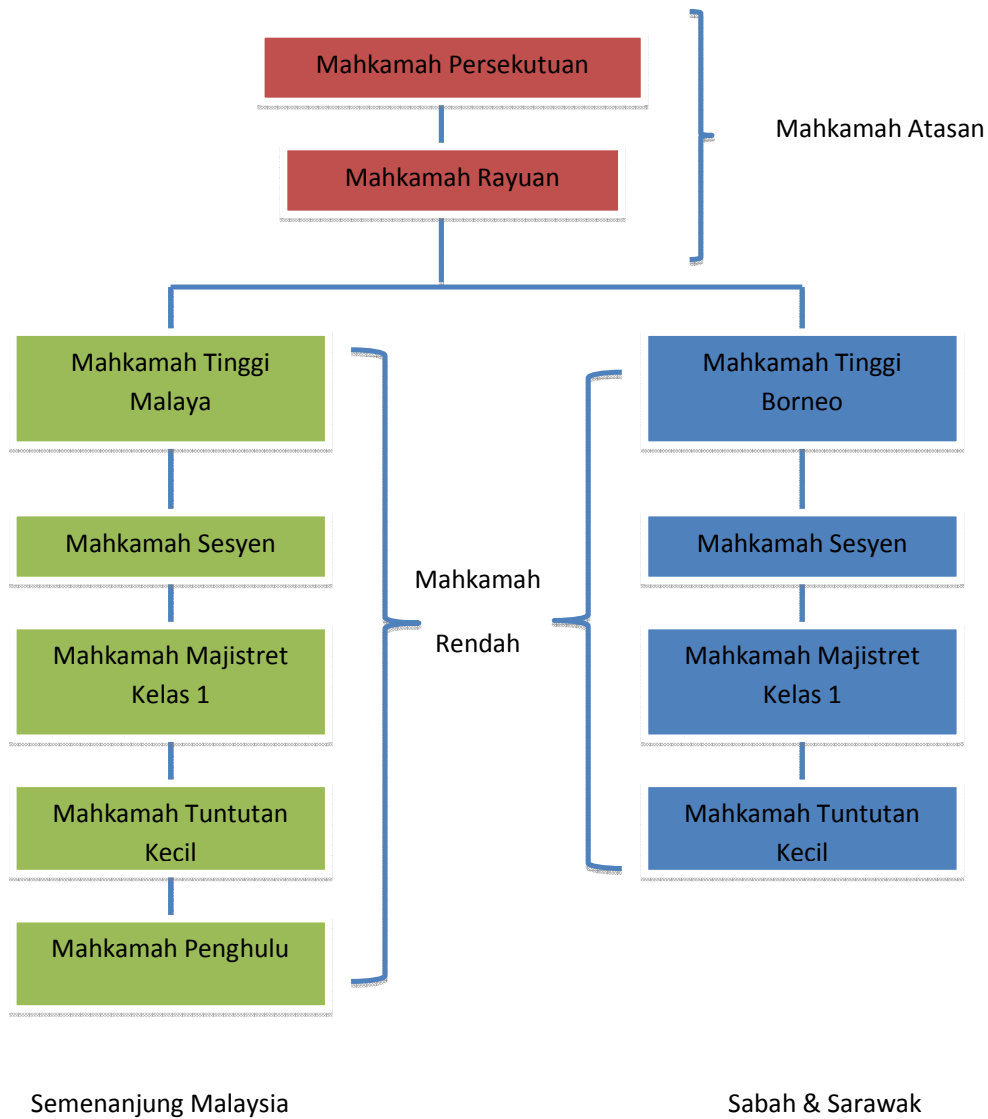 Mahkamah Persekutuan
Mahkamah Atasan
Mahkamah Rayuan
Mahkamah Tinggi
Malaya
Mahkamah Tinggi
Borneo
Mahkamah Sesyen
Mahkamah Sesyen
Mahkamah
Rendah
Mahkamah Majistret
Kelas 1
Mahkamah Majistret
Kelas 1
Mahkamah Tuntutan
Kecil
Mahkamah Tuntutan
Kecil
Mahkamah Penghulu
Semenanjung Malaysia
Sabah & Sarawak